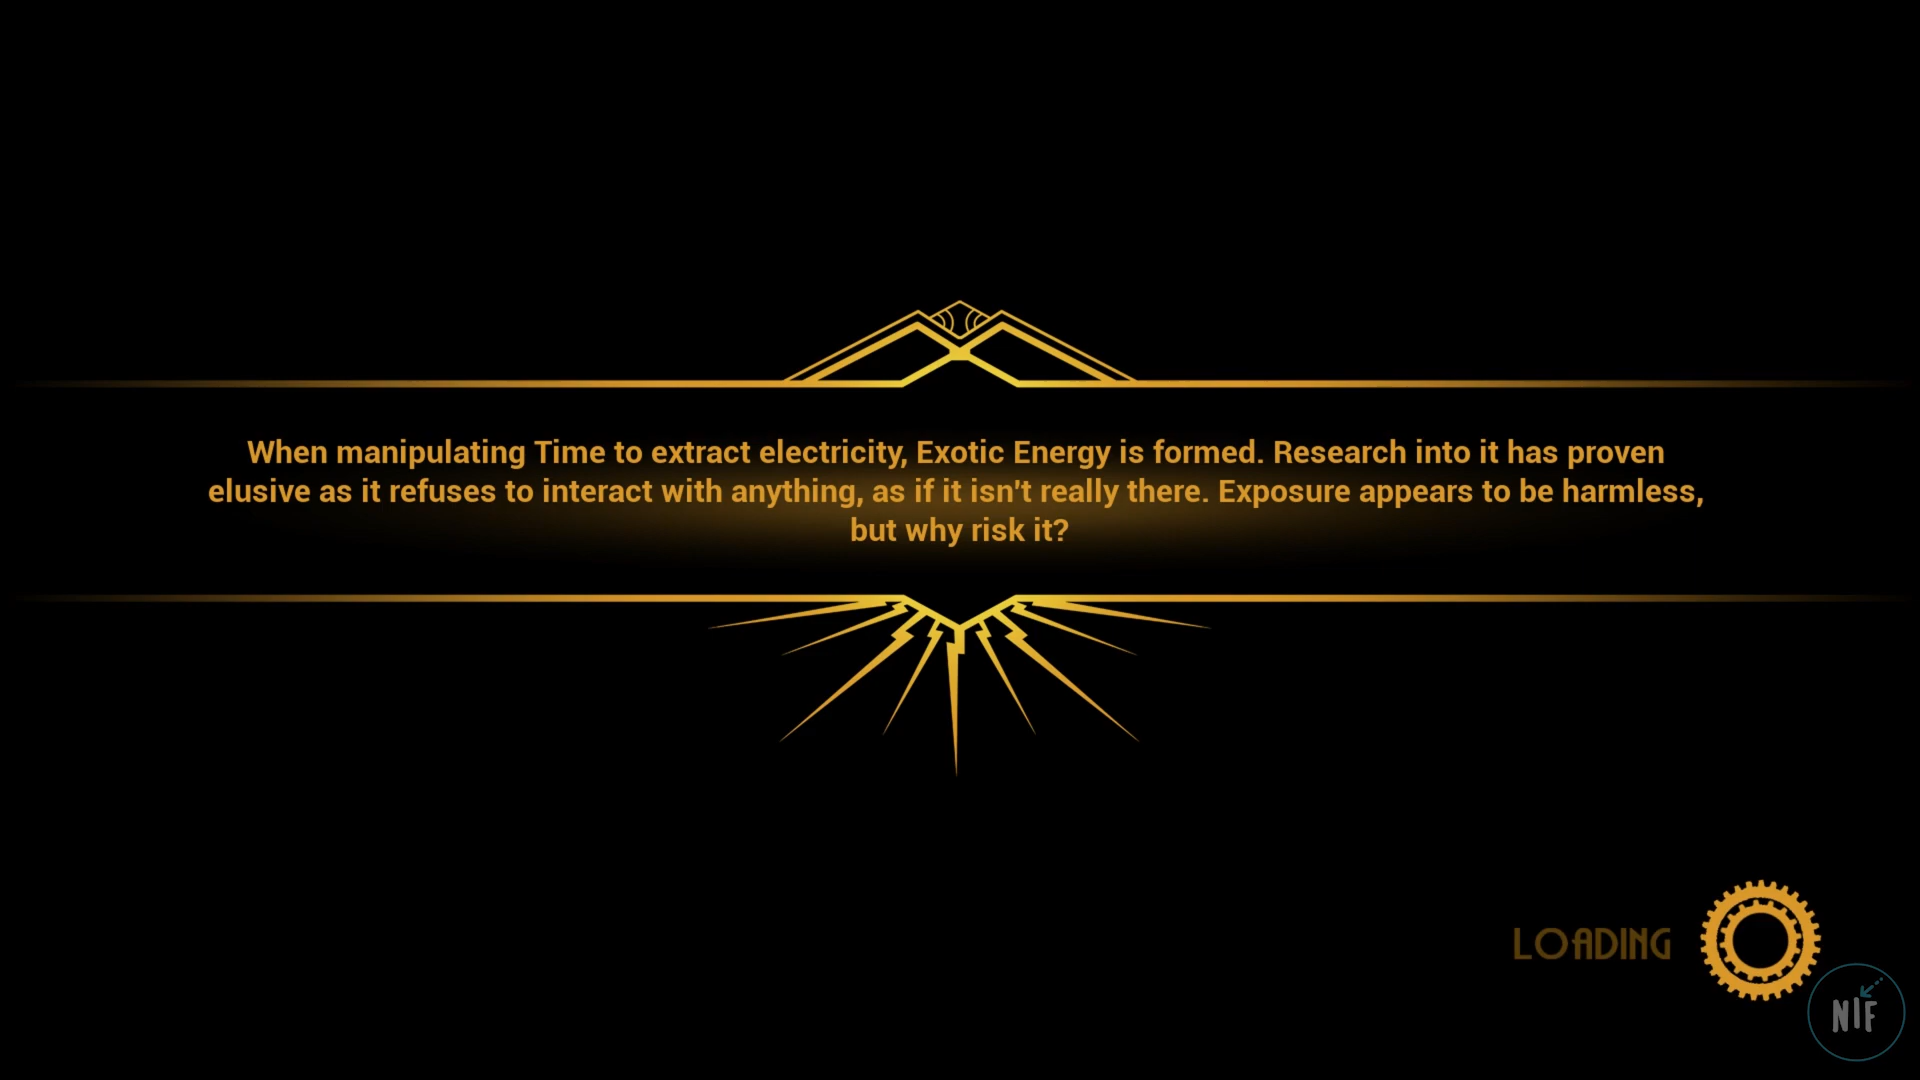 When manipulating Time to extract electricity, Exotic Energy is formed. Research into it has proven
elusive as it refuses to interact with anything, as if it isn't really there. Exposure appears to be harmless,
but why risk it?
LOADING
NIF